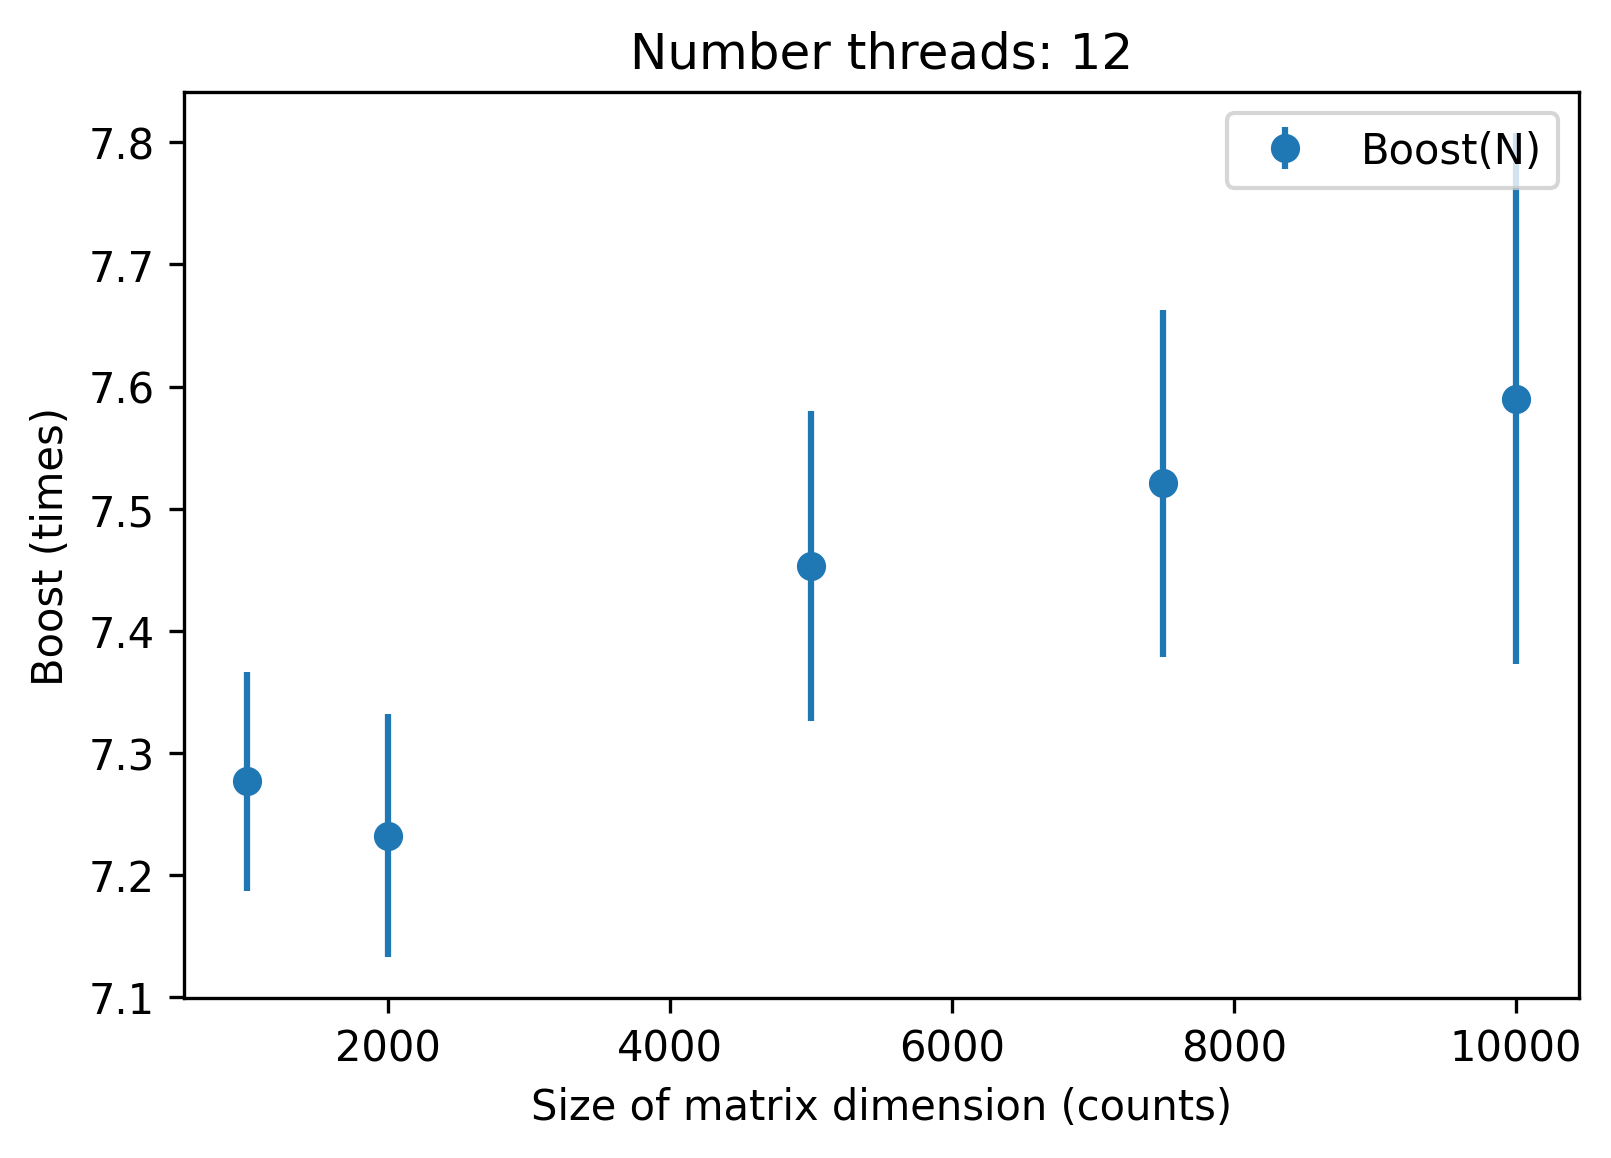 Number threads: 12
Boost(N)
7.8
7.7
7.6
7.5
7.4
7.3
7.2
7.1
Boost (times)
2000 4000 6000 8000 10000
Size of matrix dimension (counts)